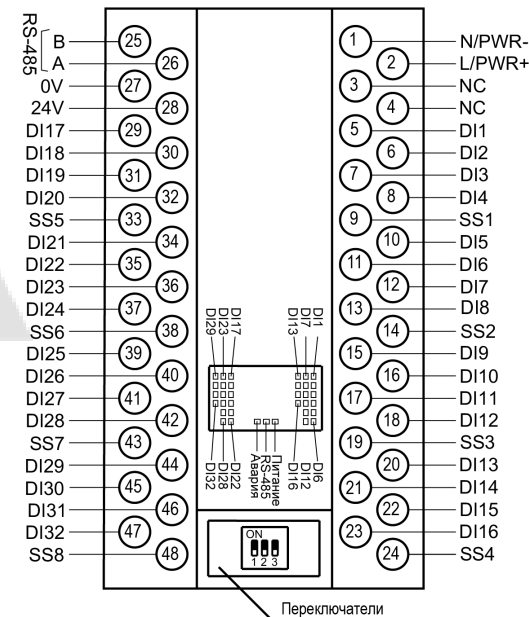 RS-485
B 25
A 26
0V 27
24V 28
DI17 29
DI18 30
DI19 31
DI20 32
SS5 33
DI21 34
DI22 35
DI23 36
DI24 37
SS6 38
DI25 39
DI26 40
DI27 41
DI28 42
SS7 43
DI29 44
DI30 45
DI31 46
DI32 47
SS8 48
1 N/PWR-
2 L/PWR+
3 NC
4 NC
5 DI1
6 DI2
7 DI3
8 DI4
9 SS1
10 DI5
11 DI6
12 DI7
13 DI8
14 SS2
15 DI9
16 DI10
17 DI11
18 DI12
19 SS3
20 DI13
21 DI14
22 DI15
23 DI16
24 SS4
DI29
DI23
DI17
DI13
DI7
DI1
DI32
DI28
DI22
Авария
RS-485
Питание
DI16
DI12
DI6
ON
1 2 3
Переключатели